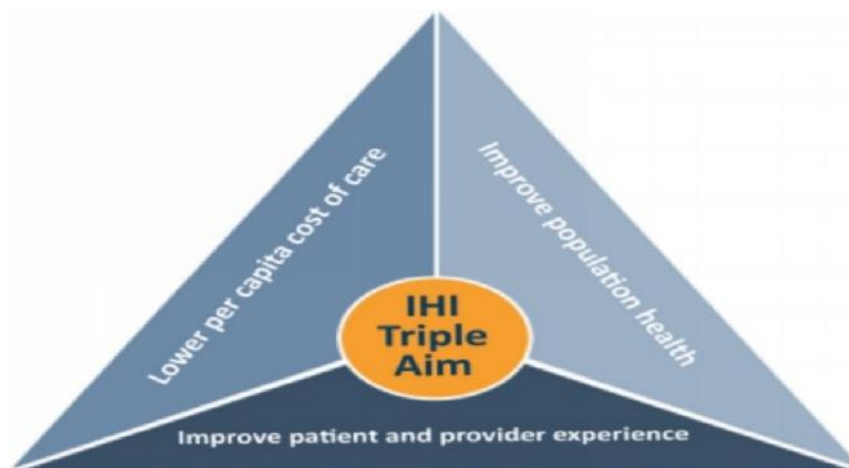 Lower per capita cost of care
Improve population health
IHI
Triple
Aim
Improve patient and provider experience